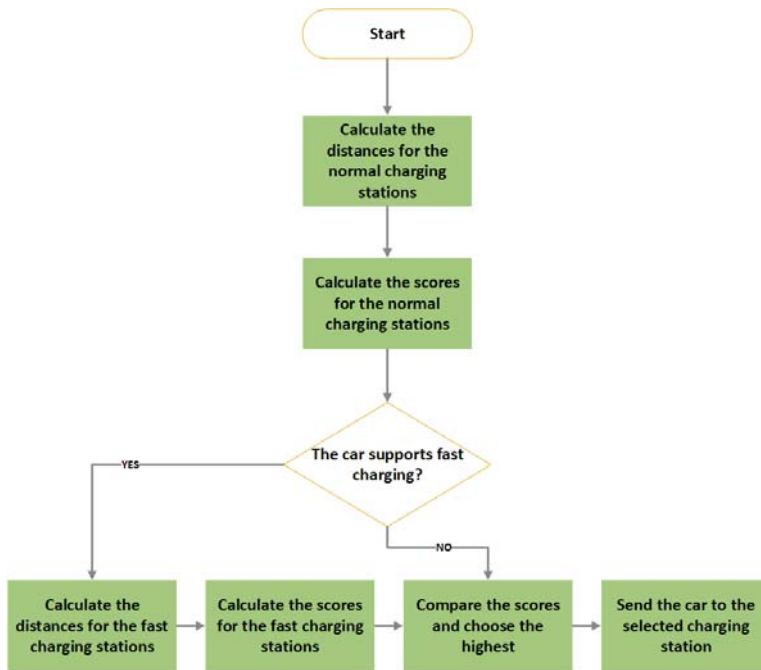 Start
Calculate the
distances for the
normal charging
stations
Calculate the scores
for the normal
charging stations
The car supports fast
charging?
YES
NO
Calculate the
distances for the fast
charging stations
Calculate the scores
for the fast charging
stations
Compare the scores
and choose the
highest
Send the car to the
selected charging
station